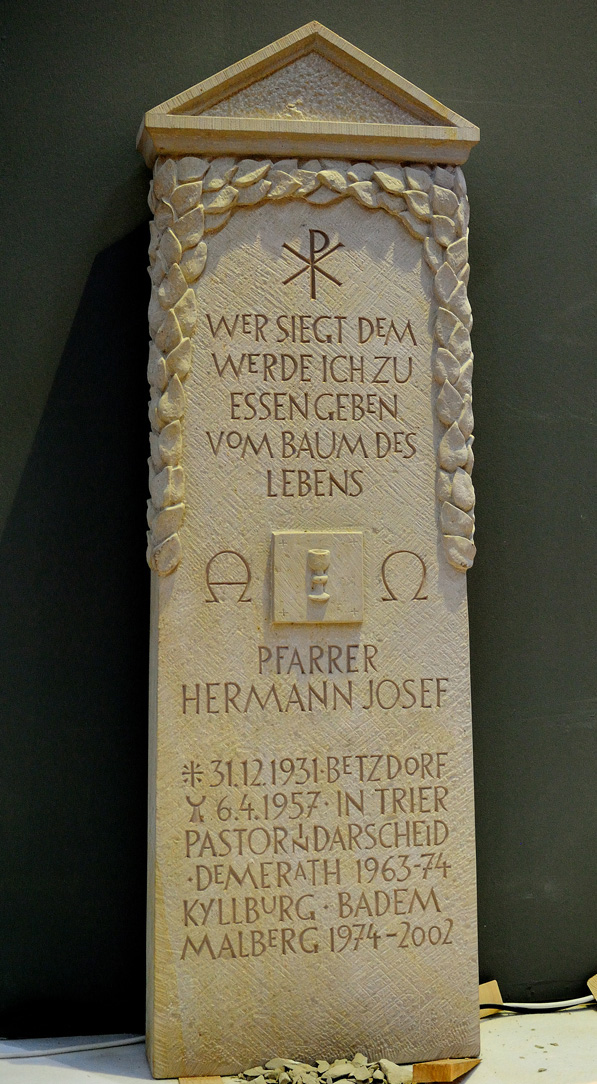 ☧
WER SIEGT DEM
WERDE ICH ZU
ESSEN GEBEN
VOM BAUM DES
LEBENS
Α Ω
PFARRER
HERMANN JOSEF
* 31.12.1931·BETZDORF
6.4.1957·IN TRIER
PASTOR IN DARSCHEID
·DEMERATH 1963-74
KYLLBURG·BADEM
MALBERG 1974-2002